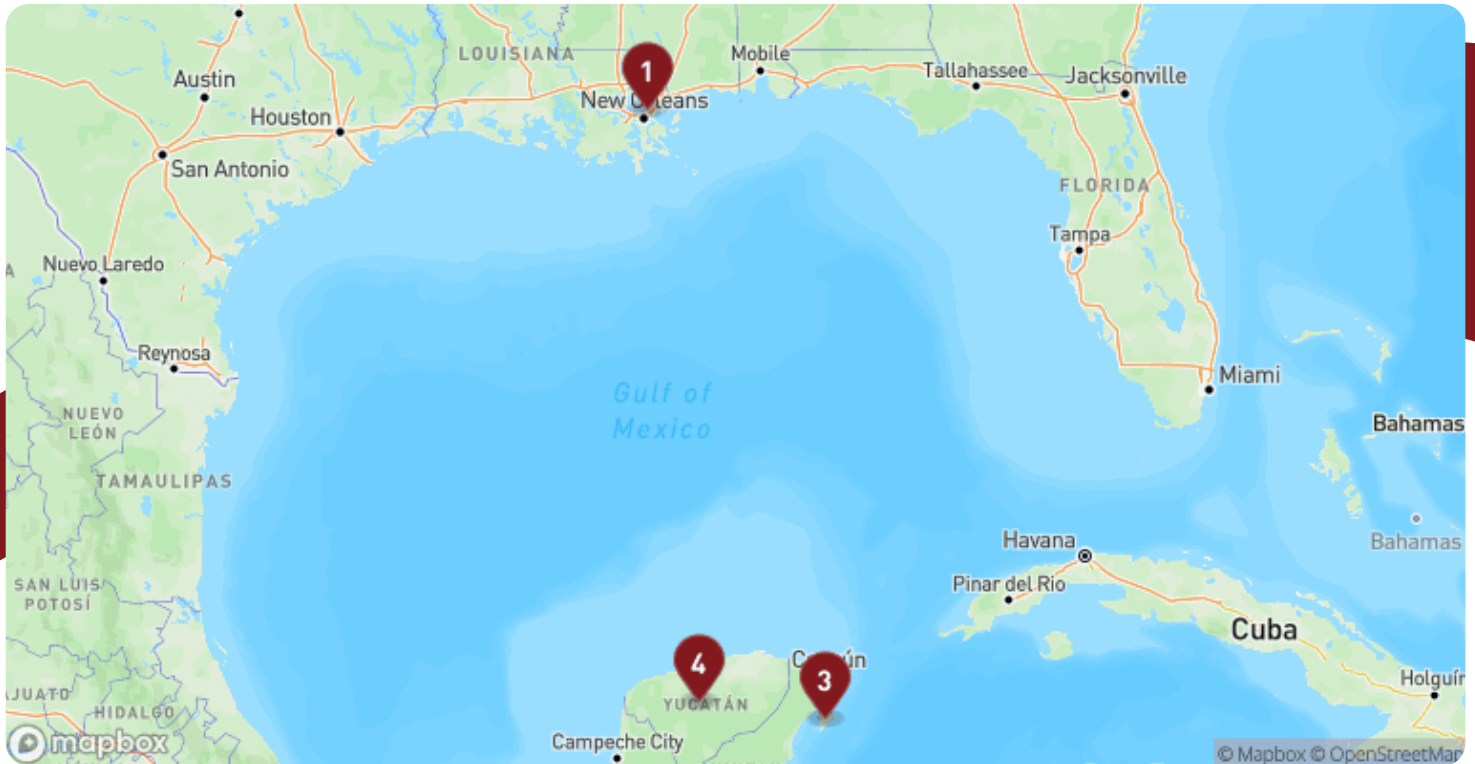 LOUISIANA
Mobile
1
Austin
Tallahassee
Jacksonville
New Orleans
Houston
San Antonio
FLORIDA
Tampa
Nuevo Laredo
Reynosa
Miami
Gulf of
Mexico
NUEVO
LEÓN
Bahamas
TAMAULIPAS
Havana
Bahamas
SAN LUIS
POTOSÍ
Pinar del Rio
Cuba
4
3
YUCATÁN
AJUATO
HIDALGO
Holguín
mapbox
Campeche City
© Mapbox © OpenStreetMap